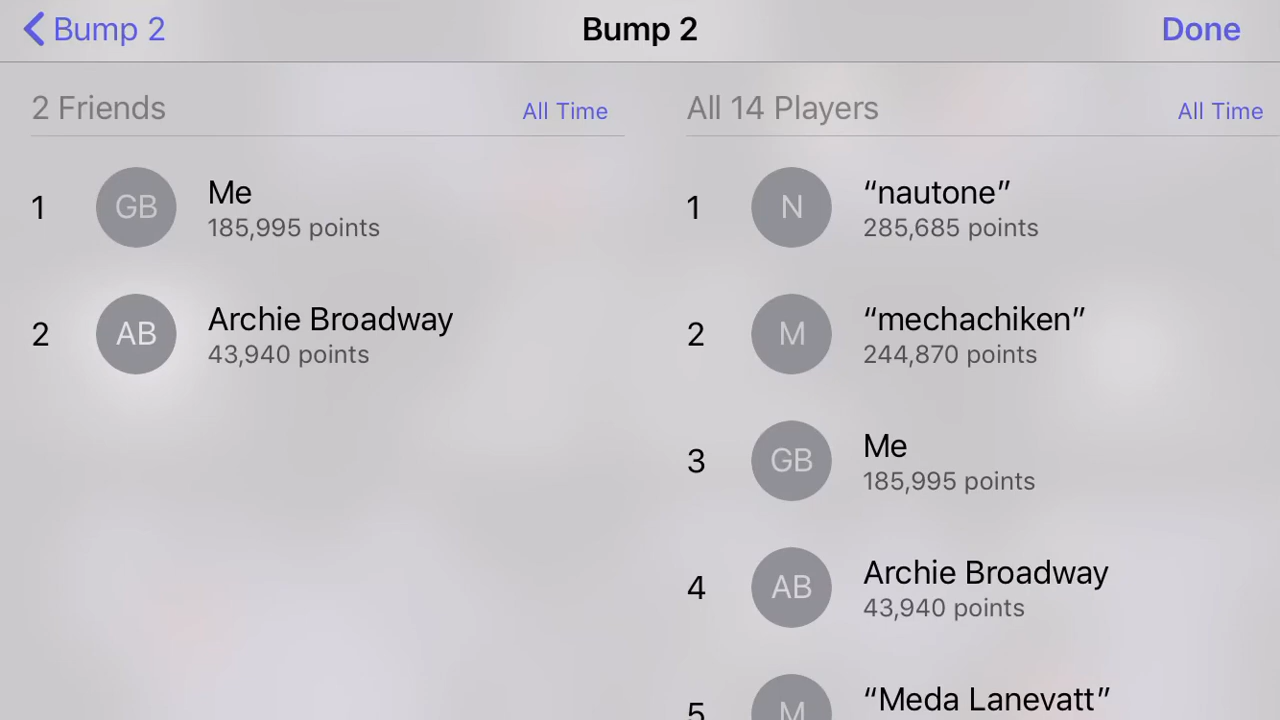 Bump 2
Bump 2
Done
2 Friends
All Time
1
GB
Me
185,995 points
2
AB
Archie Broadway
43,940 points
All 14 Players
All Time
1
N
“nautone”
285,685 points
2
M
“mechachiken”
244,870 points
3
GB
Me
185,995 points
4
AB
Archie Broadway
43,940 points
5
M
“Meda Lanevatt”